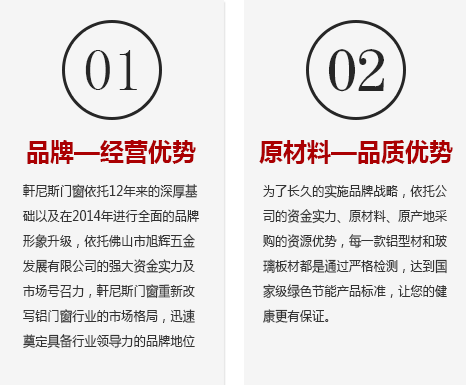 01
品牌—经营优势
軒尼斯门窗依托12年来的深厚基
础以及在2014年进行全面的品牌
形象升级，依托佛山市旭辉五金
发展有限公司的强大资金实力及
市场号召力，軒尼斯门窗重新改
写铝门窗行业的市场格局，迅速
奠定具备行业领导力的品牌地位
02
原材料—品质优势
为了长久的实施品牌战略，依托公
司的资金实力、原材料、原产地采
购的资源优势，每一款铝型材和玻
璃板材都是通过严格检测，达到国
家级绿色节能产品标准，让您的健
康更有保证。